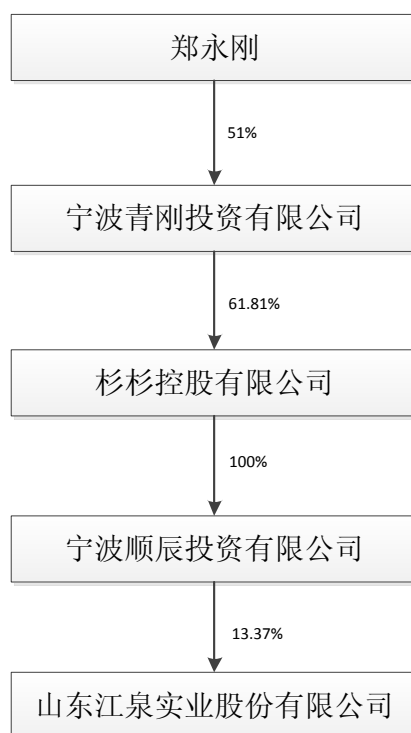 郑永刚
51%
宁波青刚投资有限公司
61.81%
杉杉控股有限公司
100%
宁波顺辰投资有限公司
13.37%
山东江泉实业股份有限公司